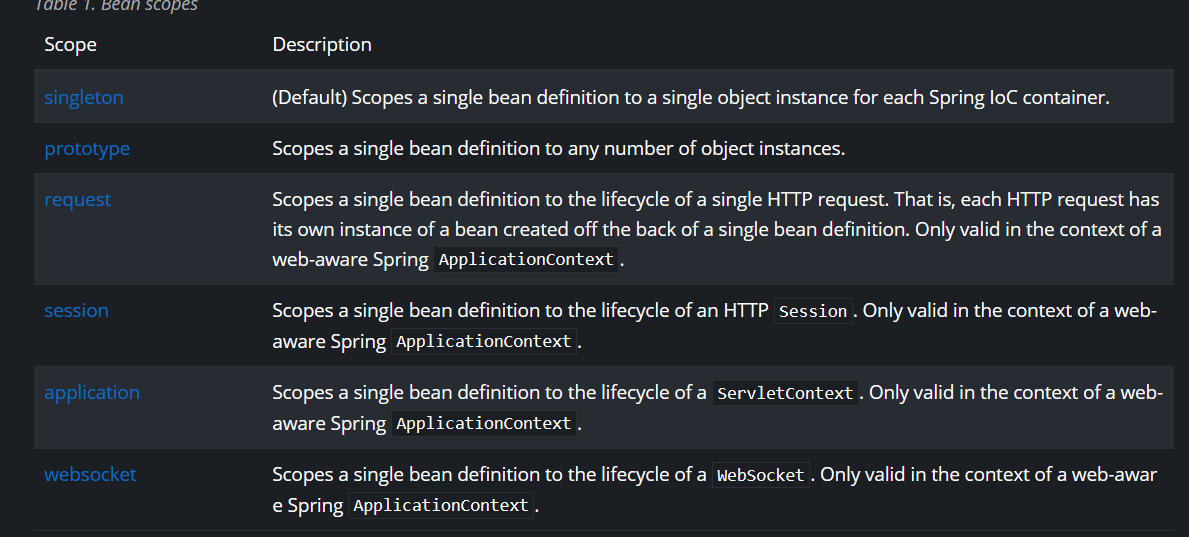 Table 1. Bean scopes
Scope Description
singleton (Default) Scopes a single bean definition to a single object instance for each Spring IoC container.
prototype Scopes a single bean definition to any number of object instances.
request Scopes a single bean definition to the lifecycle of a single HTTP request. That is, each HTTP request has
its own instance of a bean created off the back of a single bean definition. Only valid in the context of a
web-aware Spring ApplicationContext.
session Scopes a single bean definition to the lifecycle of an HTTP Session. Only valid in the context of a web-
aware Spring ApplicationContext.
application Scopes a single bean definition to the lifecycle of a ServletContext. Only valid in the context of a web-
aware Spring ApplicationContext.
websocket Scopes a single bean definition to the lifecycle of a WebSocket. Only valid in the context of a web-awar
e Spring ApplicationContext.